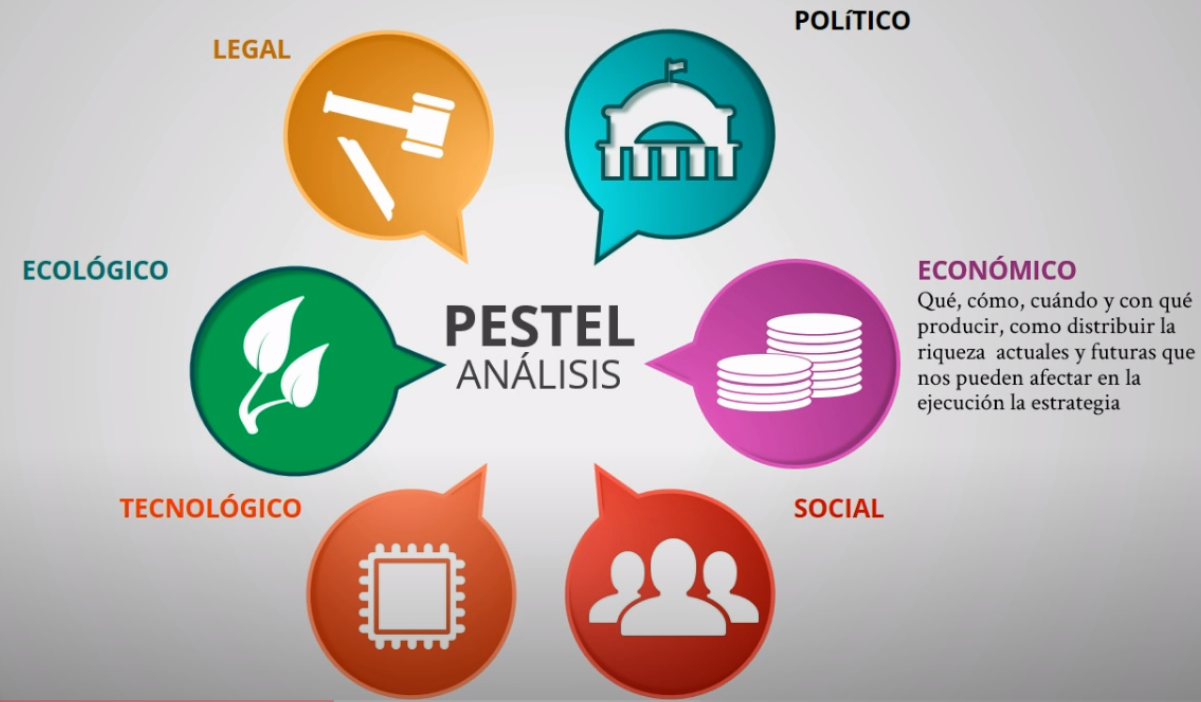 POLíTICO
LEGAL
ECOLÓGICO
PESTEL
ANÁLISIS
ECONÓMICO
Qué, cómo, cuándo y con qué
producir, como distribuir la
riqueza actuales y futuras que
nos pueden afectar en la
ejecución la estrategia
TECNOLÓGICO
SOCIAL